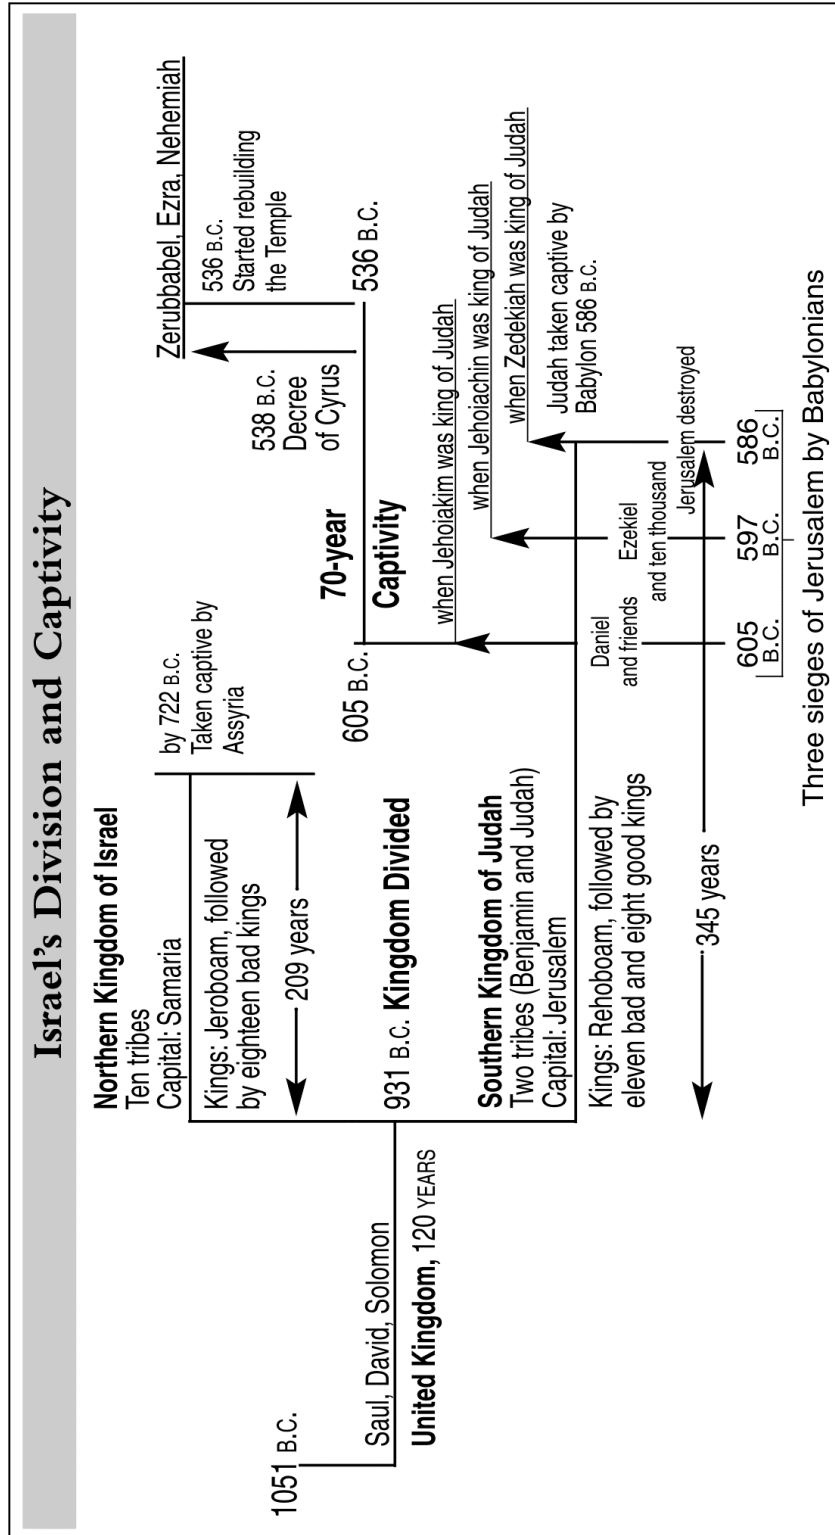 Israel's Division and Captivity
1051 B.C.
Saul, David, Solomon
United Kingdom, 120 YEARS
Northern Kingdom of Israel
Ten tribes
Capital: Samaria
Kings: Jeroboam, followed
by eighteen bad kings
209 years
by 722 B.C.
Taken captive by
Assyria
931 B.C. Kingdom Divided
Southern Kingdom of Judah
Two tribes (Benjamin and Judah)
Capital: Jerusalem
Kings: Rehoboam, followed by
eleven bad and eight good kings
345 years
605 B.C.
70-year
Captivity
538 B.C.
Decree
of Cyrus
Zerubbabel, Ezra, Nehemiah
536 B.C.
Started rebuilding
the Temple
536 B.C.
when Jehoiakim was king of Judah
when Jehoiachin was king of Judah
when Zedekiah was king of Judah
Judah taken captive by
Babylon 586 B.C.
Daniel
and friends
Ezekiel
and ten thousand
Jerusalem destroyed
605
B.C.
597
B.C.
586
B.C.
Three sieges of Jerusalem by Babylonians